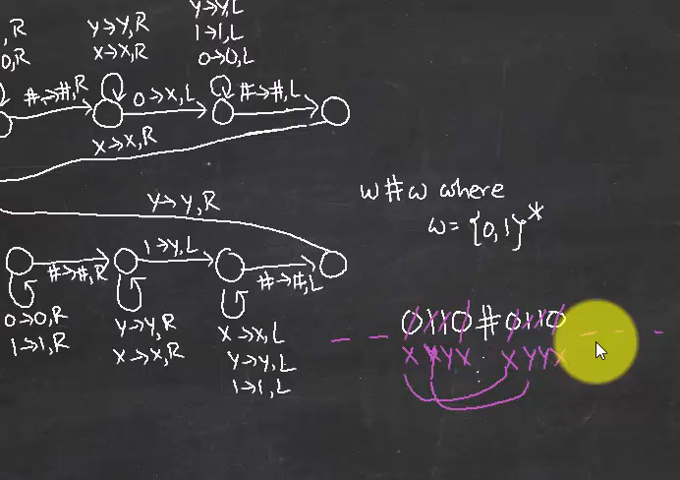 y→y,L
,R y→y,R 1→1,L
0,R x→x,R 0→0,L
#→#,R 0→x,L #→#,L
x→x,R
w#w where
y→y,R
w={0,1}*
#→#,R 1→y,L #→#,L
0→0,R y→y,R x→x,L
1→1,R x→x,R y→y,L
1→1,L
0110#0110
XYYX XYYX